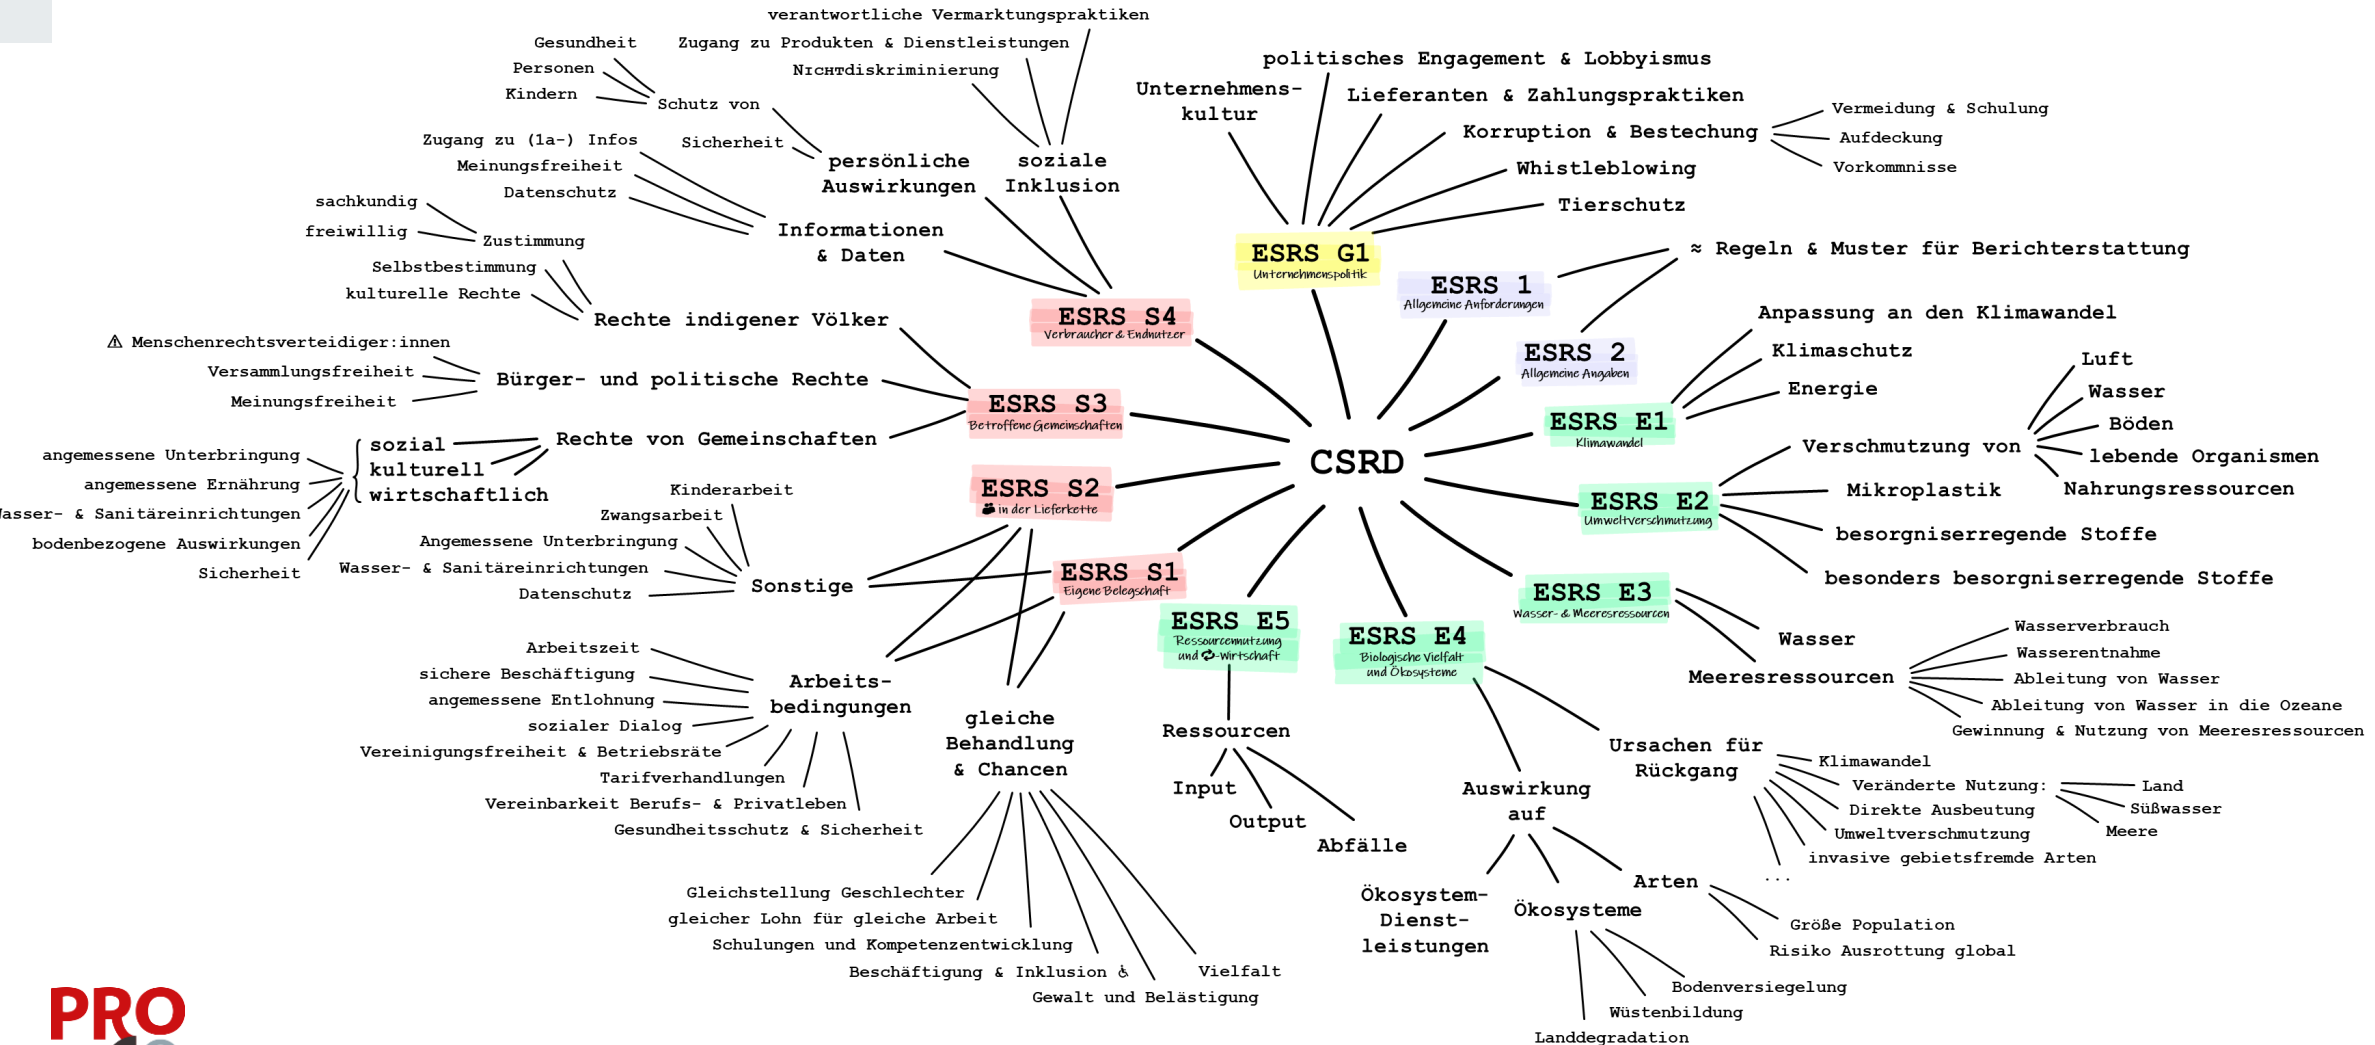 verantwortliche Vermarktungspraktiken
Zugang zu Produkten & Dienstleistungen
Nichtdiskriminierung
soziale
Inklusion
Gesundheit
Personen
Kindern
Schutz von
Sicherheit
persönliche
Auswirkungen
Zugang zu (1a-) Infos
Meinungsfreiheit
Datenschutz
Informationen
& Daten
ESRS S4
Verbraucher & Endnutzer
sachkundig
freiwillig
Zustimmung
Selbstbestimmung
kulturelle Rechte
Rechte indigener Völker
⚠ Menschenrechtsverteidiger:innen
Versammlungsfreiheit
Meinungsfreiheit
Bürger- und politische Rechte
ESRS S3
Betroffene Gemeinschaften
Rechte von Gemeinschaften
sozial
kulturell
wirtschaftlich
angemessene Unterbringung
angemessene Ernährung
Wasser- & Sanitäreinrichtungen
bodenbezogene Auswirkungen
Sicherheit
ESRS S2
in der Lieferkette
Kinderarbeit
Zwangsarbeit
Angemessene Unterbringung
Wasser- & Sanitäreinrichtungen
Datenschutz
Sonstige
ESRS S1
Eigene Belegschaft
Arbeitszeit
sichere Beschäftigung
angemessene Entlohnung
sozialer Dialog
Vereinigungsfreiheit & Betriebsräte
Tarifverhandlungen
Vereinbarkeit Berufs- & Privatleben
Gesundheitsschutz & Sicherheit
Arbeits-
bedingungen
gleiche
Behandlung
& Chancen
Gleichstellung Geschlechter
gleicher Lohn für gleiche Arbeit
Schulungen und Kompetenzentwicklung
Beschäftigung & Inklusion ♿
Gewalt und Belästigung
Vielfalt
CSRD
Unternehmens-
kultur
politisches Engagement & Lobbyismus
Lieferanten & Zahlungspraktiken
Korruption & Bestechung
Vermeidung & Schulung
Aufdeckung
Vorkommnisse
Whistleblowing
Tierschutz
ESRS G1
Unternehmenspolitik
ESRS 1
Allgemeine Anforderungen
≈ Regeln & Muster für Berichterstattung
ESRS 2
Allgemeine Angaben
ESRS E1
Klimawandel
Anpassung an den Klimawandel
Klimaschutz
Energie
ESRS E2
Umweltverschmutzung
Verschmutzung von
Luft
Wasser
Böden
lebende Organismen
Nahrungsressourcen
Mikroplastik
besorgniserregende Stoffe
besonders besorgniserregende Stoffe
ESRS E3
Wasser- & Meeresressourcen
Wasser
Meeresressourcen
Wasserverbrauch
Wasserentnahme
Ableitung von Wasser
Ableitung von Wasser in die Ozeane
Gewinnung & Nutzung von Meeresressourcen
ESRS E4
Biologische Vielfalt
und Ökosysteme
Ursachen für
Rückgang
Klimawandel
Veränderte Nutzung:
Land
Süßwasser
Meere
Direkte Ausbeutung
Umweltverschmutzung
invasive gebietsfremde Arten
...
Auswirkung
auf
Ökosystem-
Dienst-
leistungen
Ökosysteme
Arten
Größe Population
Risiko Ausrottung global
Bodenversiegelung
Wüstenbildung
Landdegradation
ESRS E5
Ressourcennutzung
und -Wirtschaft
Ressourcen
Input
Output
Abfälle
PRO